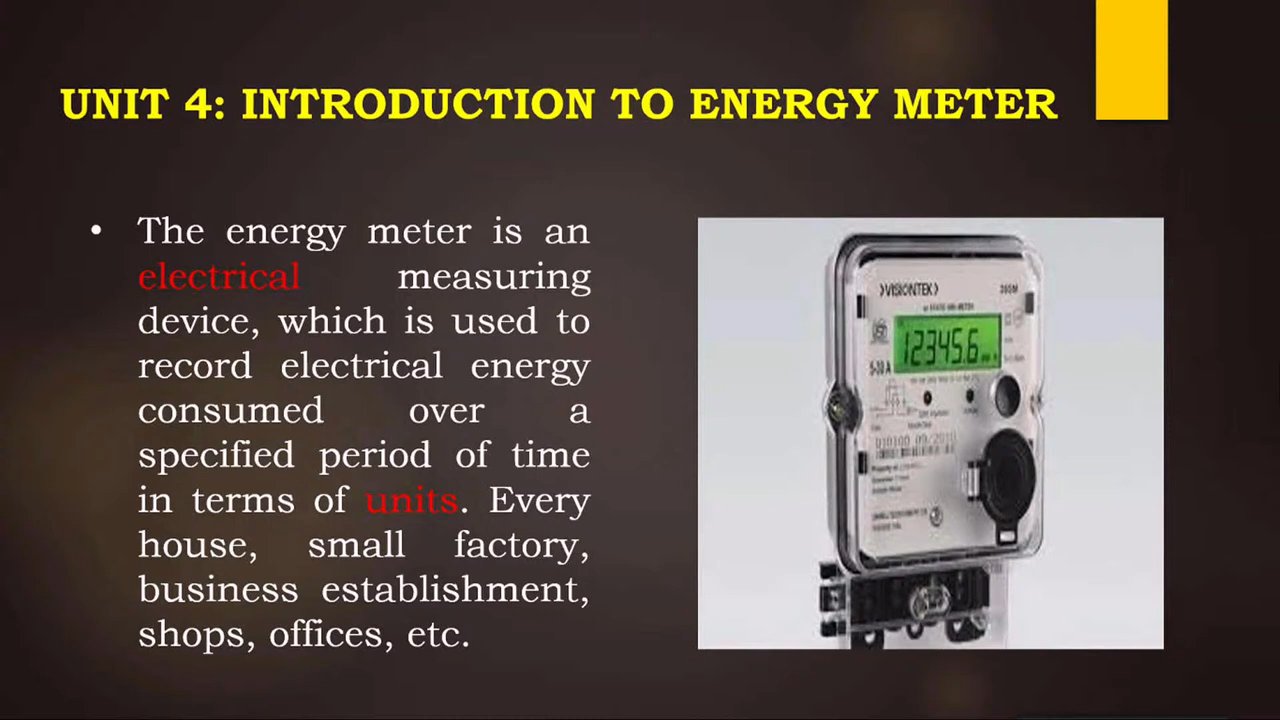 UNIT 4: INTRODUCTION TO ENERGY METER
• The energy meter is an
electrical measuring
device, which is used to
record electrical energy
consumed over a
specified period of time
in terms of units. Every
house, small factory,
business establishment,
shops, offices, etc.
VISIONTEK
12345.6
5-30 A